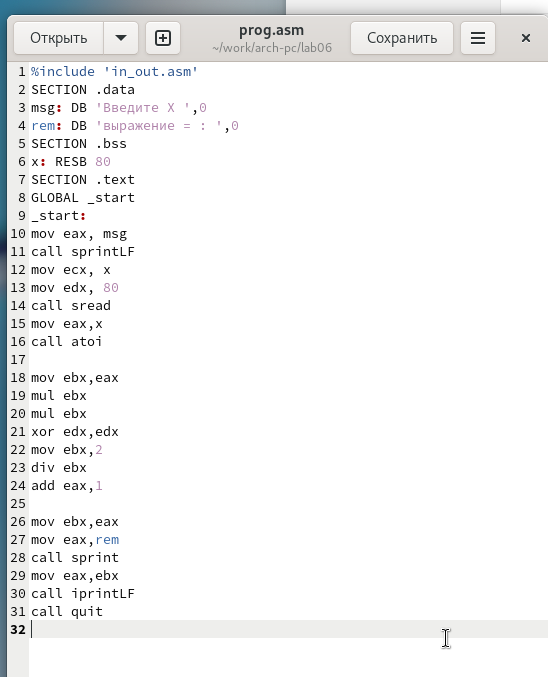 Открыть
prog.asm
~/work/arch-pc/lab06
Сохранить
1 %include 'in_out.asm'
2 SECTION .data
3 msg: DB 'Введите X ',0
4 rem: DB 'выражение = : ',0
5 SECTION .bss
6 x: RESB 80
7 SECTION .text
8 GLOBAL _start
9 _start:
10 mov eax, msg
11 call sprintLF
12 mov ecx, x
13 mov edx, 80
14 call sread
15 mov eax,x
16 call atoi
17
18 mov ebx,eax
19 mul ebx
20 mul ebx
21 xor edx,edx
22 mov ebx,2
23 div ebx
24 add eax,1
25
26 mov ebx,eax
27 mov eax,rem
28 call sprint
29 mov eax,ebx
30 call iprintLF
31 call quit
32